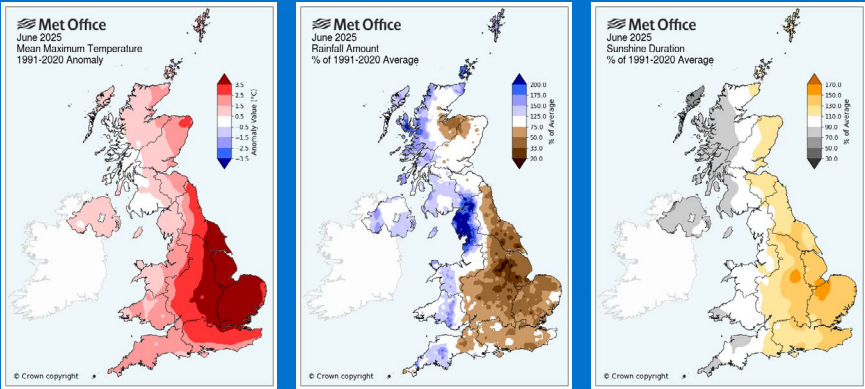 Met Office
June 2025
Mean Maximum Temperature
1991-2020 Anomaly
3.5
2.5
1.5
0.5
−0.5
−1.5
−2.5
−3.5
Anomaly Value (°C)
© Crown copyright
Met Office
June 2025
Rainfall Amount
% of 1991-2020 Average
200.0
175.0
150.0
125.0
75.0
50.0
33.0
20.0
% of Average
© Crown copyright
Met Office
June 2025
Sunshine Duration
% of 1991-2020 Average
170.0
150.0
130.0
110.0
90.0
70.0
50.0
30.0
% of Average
© Crown copyright